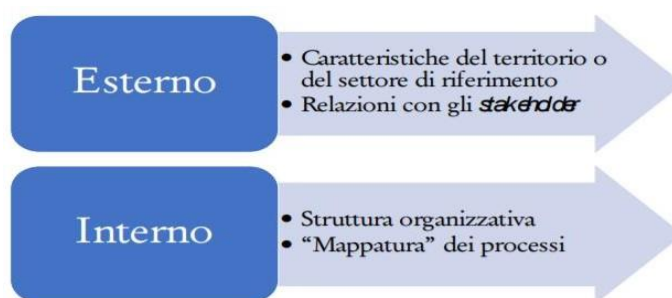 Esterno
• Caratteristiche del territorio o
del settore di riferimento
• Relazioni con gli stakeholder
Interno
• Struttura organizzativa
• “Mappatura” dei processi